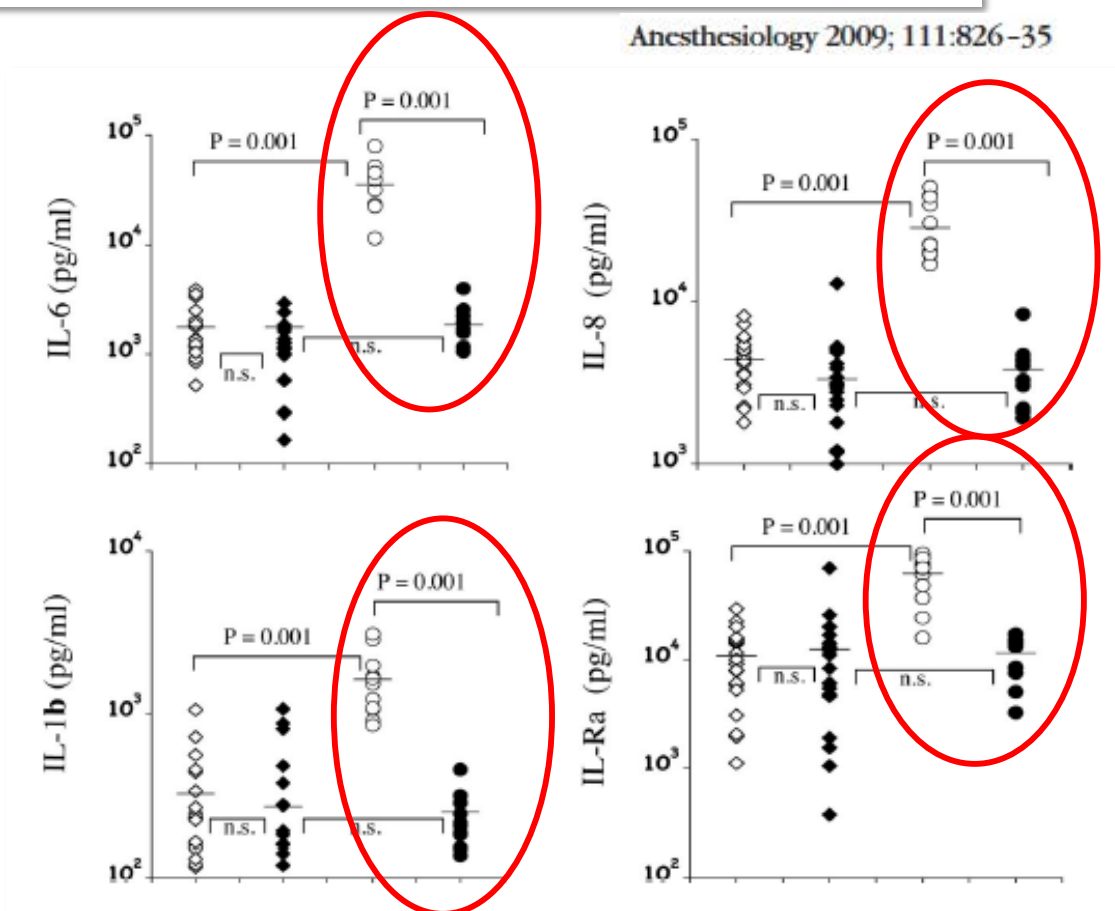 Anesthesiology 2009; 111:826-35
IL-6 (pg/ml)
10⁵
10⁴
10³
10²
P = 0.001
P = 0.001
n.s.
n.s.
IL-8 (pg/ml)
10⁵
10⁴
10³
P = 0.001
P = 0.001
n.s.
n.s.
IL-1b (pg/ml)
10⁴
10³
10²
P = 0.001
P = 0.001
n.s.
n.s.
IL-Ra (pg/ml)
10⁵
10⁴
10³
10²
P = 0.001
P = 0.001
n.s.
n.s.